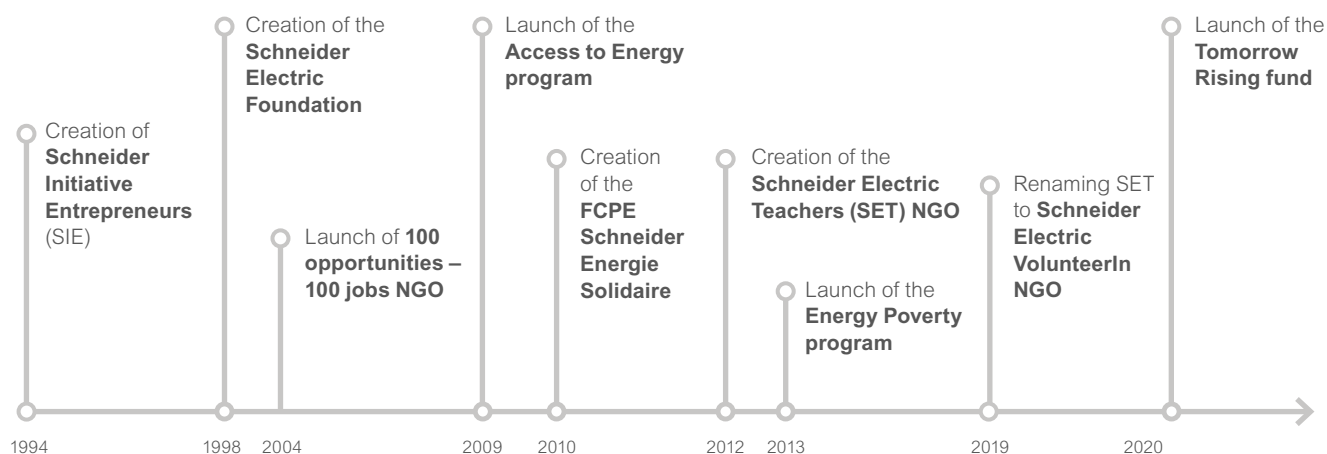 Creation of
Schneider
Initiative
Entrepreneurs
(SIE)
Creation of the
Schneider
Electric
Foundation
Launch of 100
opportunities –
100 jobs NGO
Launch of the
Access to Energy
program
Creation
of the
FCPE
Schneider
Energie
Solidaire
Creation of the
Schneider Electric
Teachers (SET) NGO
Launch of the
Energy Poverty
program
Renaming SET
to Schneider
Electric
VolunteerIn
NGO
Launch of the
Tomorrow
Rising fund
1994
1998
2004
2009
2010
2012
2013
2019
2020